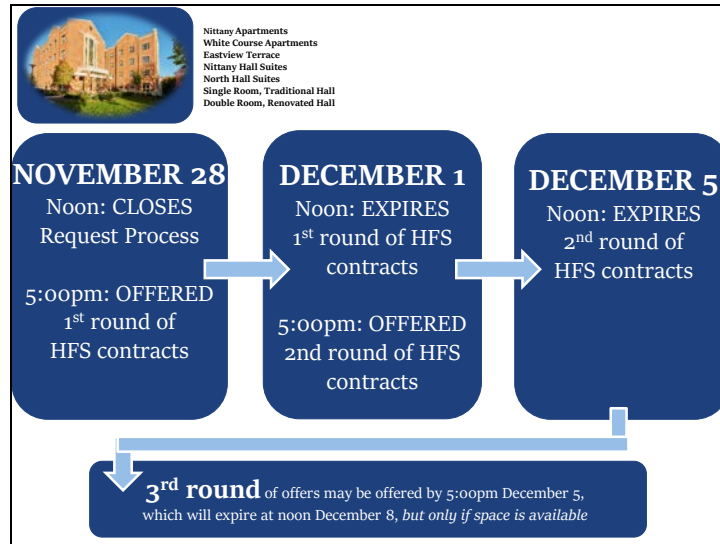 Nittany Apartments
White Course Apartments
Eastview Terrace
Nittany Hall Suites
North Hall Suites
Single Room, Traditional Hall
Double Room, Renovated Hall
NOVEMBER 28
Noon: CLOSES
Request Process
5:00pm: OFFERED
1st round of
HFS contracts
DECEMBER 1
Noon: EXPIRES
1st round of HFS
contracts
5:00pm: OFFERED
2nd round of HFS
contracts
DECEMBER 5
Noon: EXPIRES
2nd round of
HFS contracts
3rd round of offers may be offered by 5:00pm December 5,
which will expire at noon December 8, but only if space is available